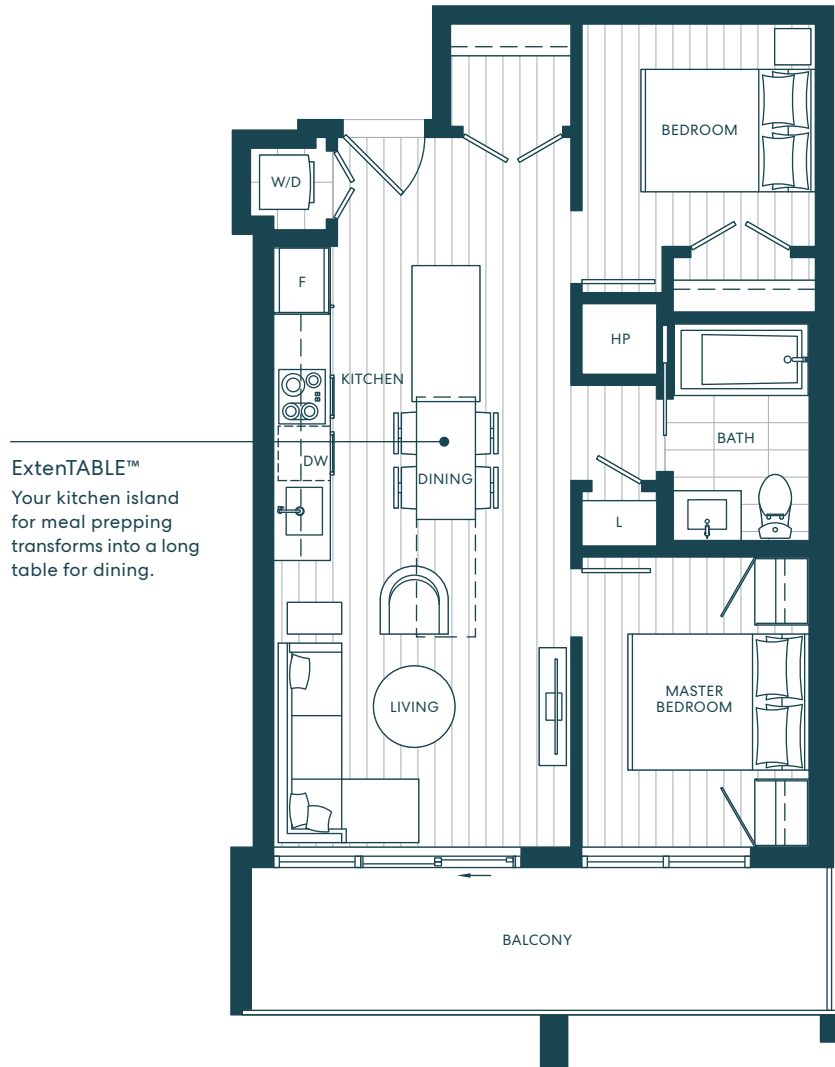 BEDROOM
W/D
F
HP
KITCHEN
BATH
ExtenTABLE™
Your kitchen island
for meal prepping
transforms into a long
table for dining.
DW
DINING
L
MASTER
BEDROOM
LIVING
BALCONY